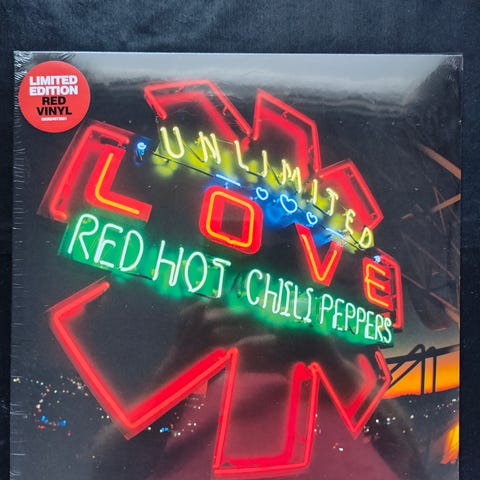 LIMITED
EDITION
RED
VINYL
UNLIMITED
LOVE
RED HOT CHILI PEPPERS